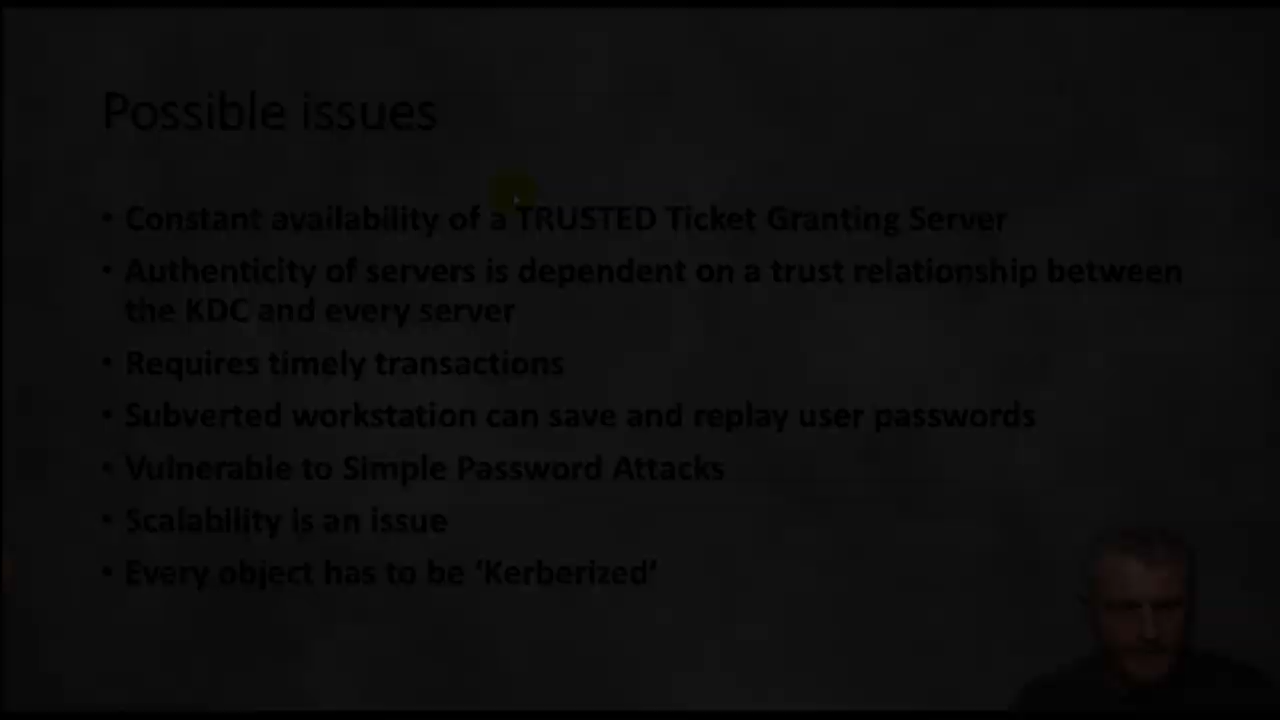 Possible issues
• Constant availability of a TRUSTED Ticket Granting Server
• Authenticity of servers is dependent on a trust relationship between
the KDC and every server
• Requires timely transactions
• Subverted workstation can save and replay user passwords
• Vulnerable to Simple Password Attacks
• Scalability is an issue
• Every object has to be ‘Kerberized’